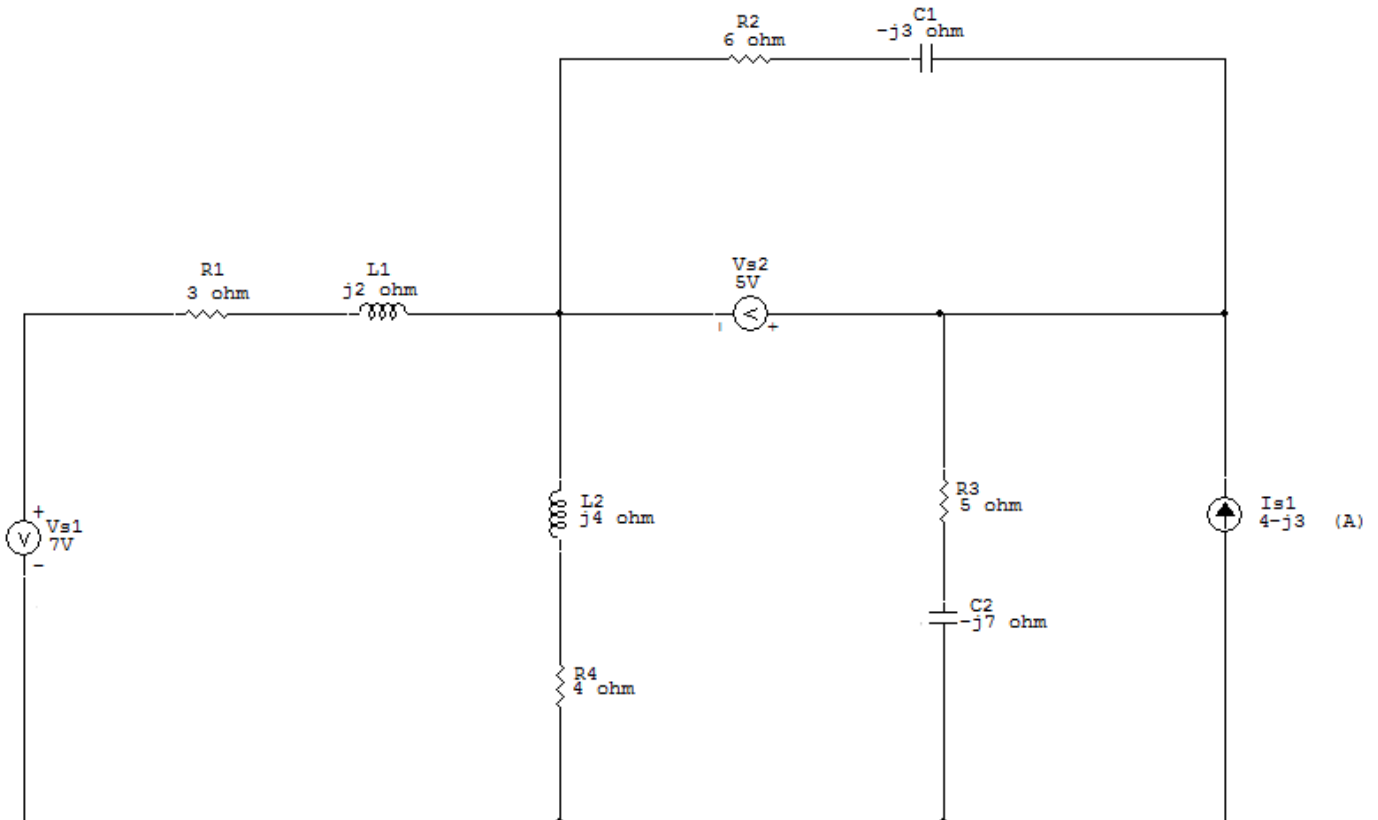 R2
6 ohm
C1
-j3 ohm
R1
3 ohm
L1
j2 ohm
Vs2
5V
- +
+
Vs1
7V
-
V
L2
j4 ohm
R3
5 ohm
Is1
4-j3 (A)
C2
-j7 ohm
R4
4 ohm